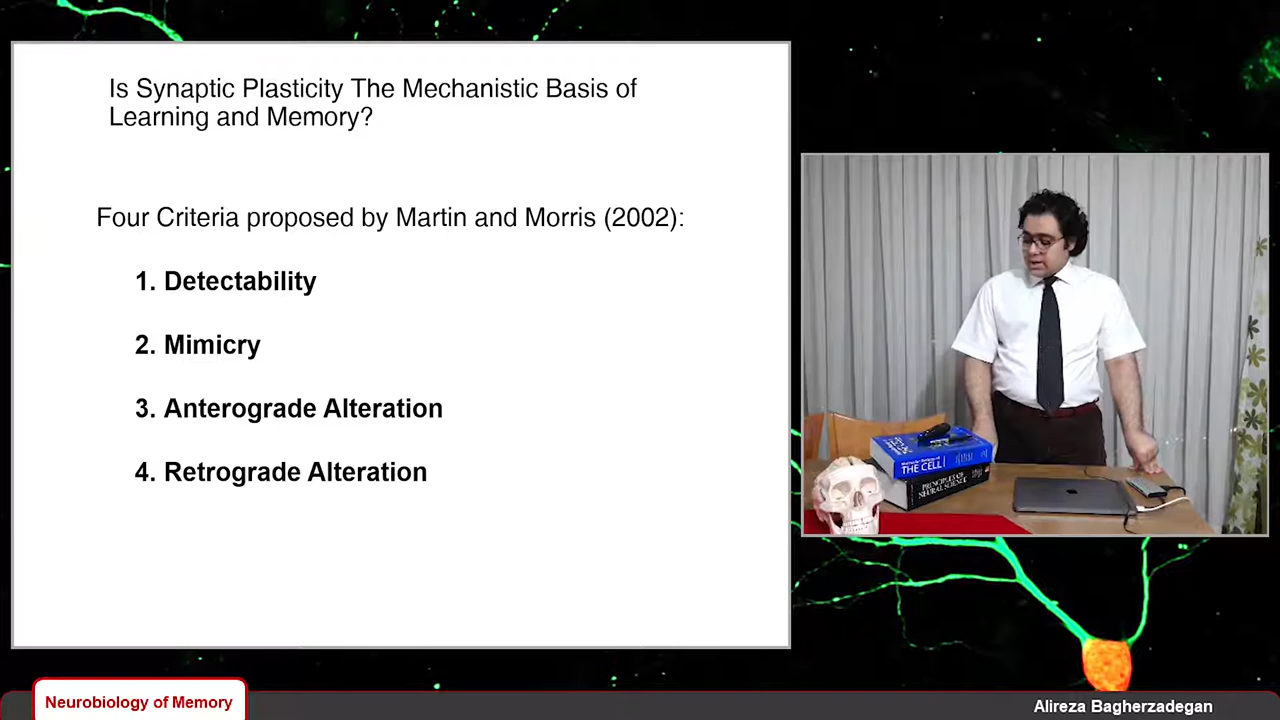 Is Synaptic Plasticity The Mechanistic Basis of
Learning and Memory?
Four Criteria proposed by Martin and Morris (2002):
1. Detectability
2. Mimicry
3. Anterograde Alteration
4. Retrograde Alteration
THE CELL
PRINCIPLES OF
NEURAL SCIENCE
Neurobiology of Memory
Alireza Bagherzadegan